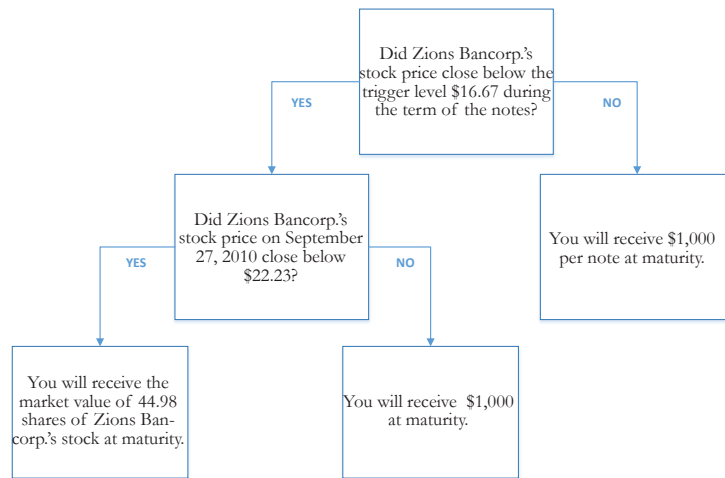 Did Zions Bancorp.'s
stock price close below the
trigger level $16.67 during
the term of the notes?
YES
NO
Did Zions Bancorp.'s
stock price on September
27, 2010 close below
$22.23?
You will receive $1,000
per note at maturity.
YES
NO
You will receive the
market value of 44.98
shares of Zions Ban-
corp.'s stock at maturity.
You will receive $1,000
at maturity.